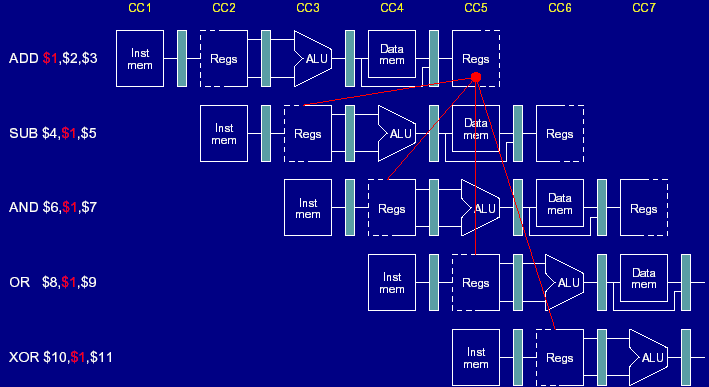 CC1 CC2 CC3 CC4 CC5 CC6 CC7
ADD $1,$2,$3
Inst mem Regs ALU Data mem Regs
SUB $4,$1,$5
Inst mem Regs ALU Data mem Regs
AND $6,$1,$7
Inst mem Regs ALU Data mem Regs
OR $8,$1,$9
Inst mem Regs ALU Data mem
XOR $10,$1,$11
Inst mem Regs ALU